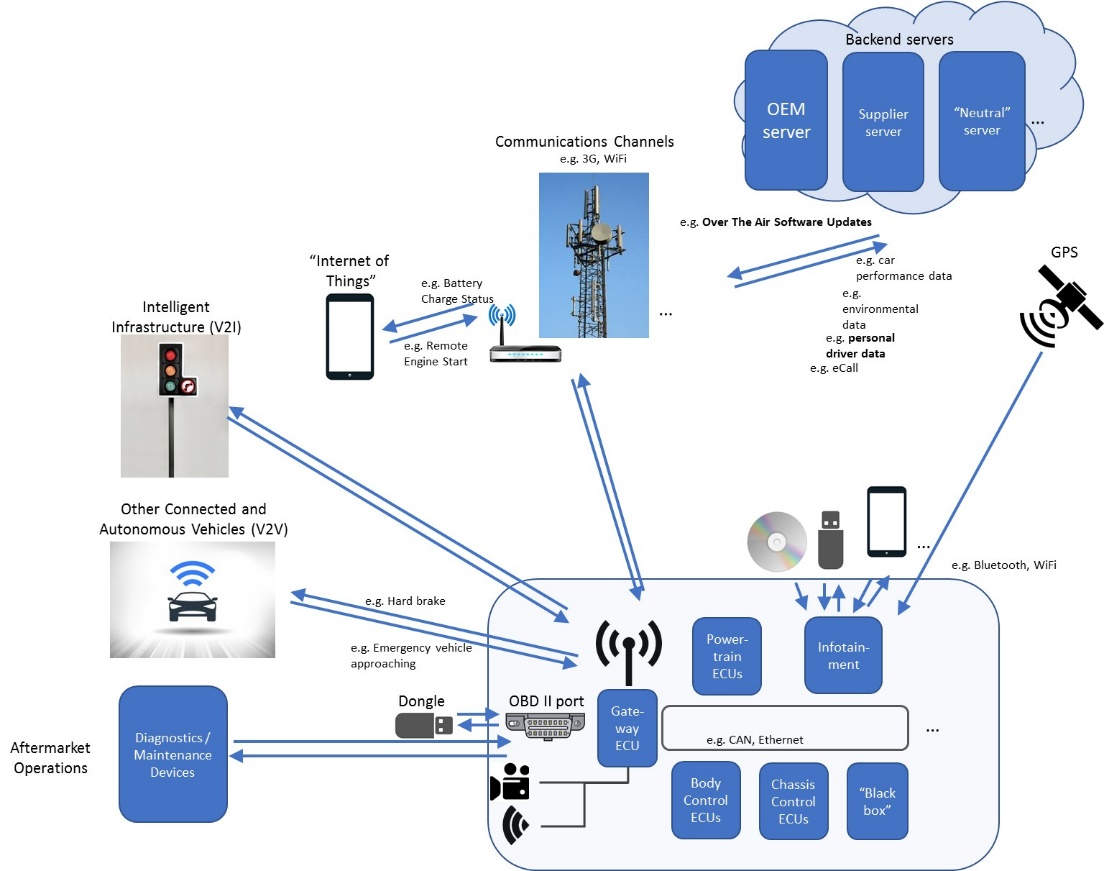 Backend servers
OEM
server
Supplier
server
“Neutral”
server
...
Communications Channels
e.g. 3G, WiFi
...
e.g. Over The Air Software Updates
e.g. car
performance data
e.g.
environmental
data
e.g. personal
driver data
e.g. eCall
GPS
“Internet of
Things”
e.g. Battery
Charge Status
e.g. Remote
Engine Start
Intelligent
Infrastructure (V2I)
Other Connected and
Autonomous Vehicles (V2V)
e.g. Hard brake
e.g. Emergency vehicle
approaching
...
e.g. Bluetooth, WiFi
Power-
train
ECUs
Infotain-
ment
Dongle
OBD II port
Gate-
way
ECU
e.g. CAN, Ethernet
...
Aftermarket
Operations
Diagnostics /
Maintenance
Devices
Body
Control
ECUs
Chassis
Control
ECUs
“Black
box”